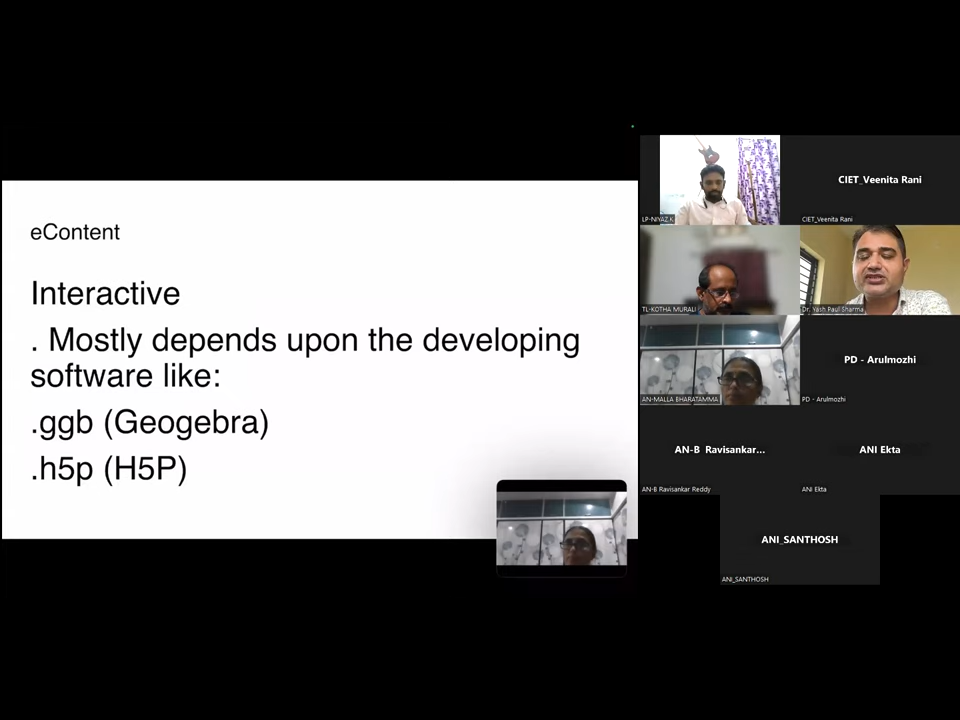 eContent
Interactive
. Mostly depends upon the developing
software like:
.ggb (Geogebra)
.h5p (H5P)
LP-NIYAZ.K
CIET_Veenita Rani
CIET_Veenita Rani
TL-KOTHA MURALI
Dr. Yash Paul Sharma
AN-MALLA BHARATAMMA
PD - Arulmozhi
PD - Arulmozhi
AN-B Ravisankar...
AN-B Ravisankar Reddy
ANI Ekta
ANI Ekta
ANI_SANTHOSH
ANI_SANTHOSH